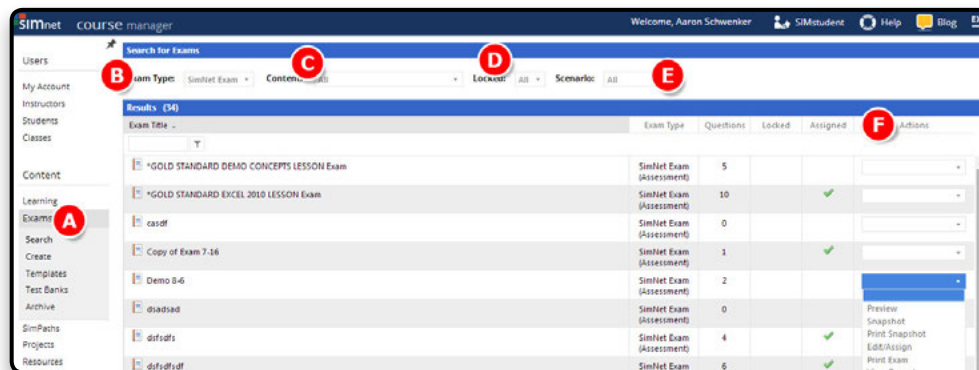 SIMnet course manager
Welcome, Aaron Schwenker
SIMstudent
Help
Blog
Users
My Account
Instructors
Students
Classes
Content
Learning
Exams
Search
Create
Templates
Test Banks
Archive
SimPaths
Projects
Resources
A
Search for Exams
B Exam Type: SimNet Exam C Content: All D Locked: All Scenario: All E
Results (34)
Exam Title Exam Type Questions Locked Assigned F Actions
*GOLD STANDARD DEMO CONCEPTS LESSON Exam SimNet Exam (Assessment) 5
*GOLD STANDARD EXCEL 2010 LESSON Exam SimNet Exam (Assessment) 10
casdf SimNet Exam (Assessment) 0
Copy of Exam 7-16 SimNet Exam (Assessment) 1
Demo 8-6 SimNet Exam (Assessment) 2
dsadsad SimNet Exam (Assessment) 0
dsfsdfs SimNet Exam (Assessment) 4
dsfsdfsdf SimNet Exam 6
Preview
Snapshot
Print Snapshot
Edit/Assign
Print Exam